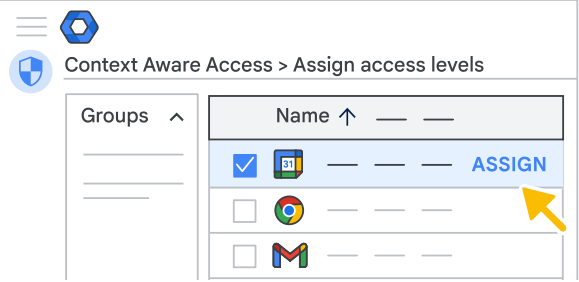 Context Aware Access > Assign access levels
Groups
Name
31
ASSIGN